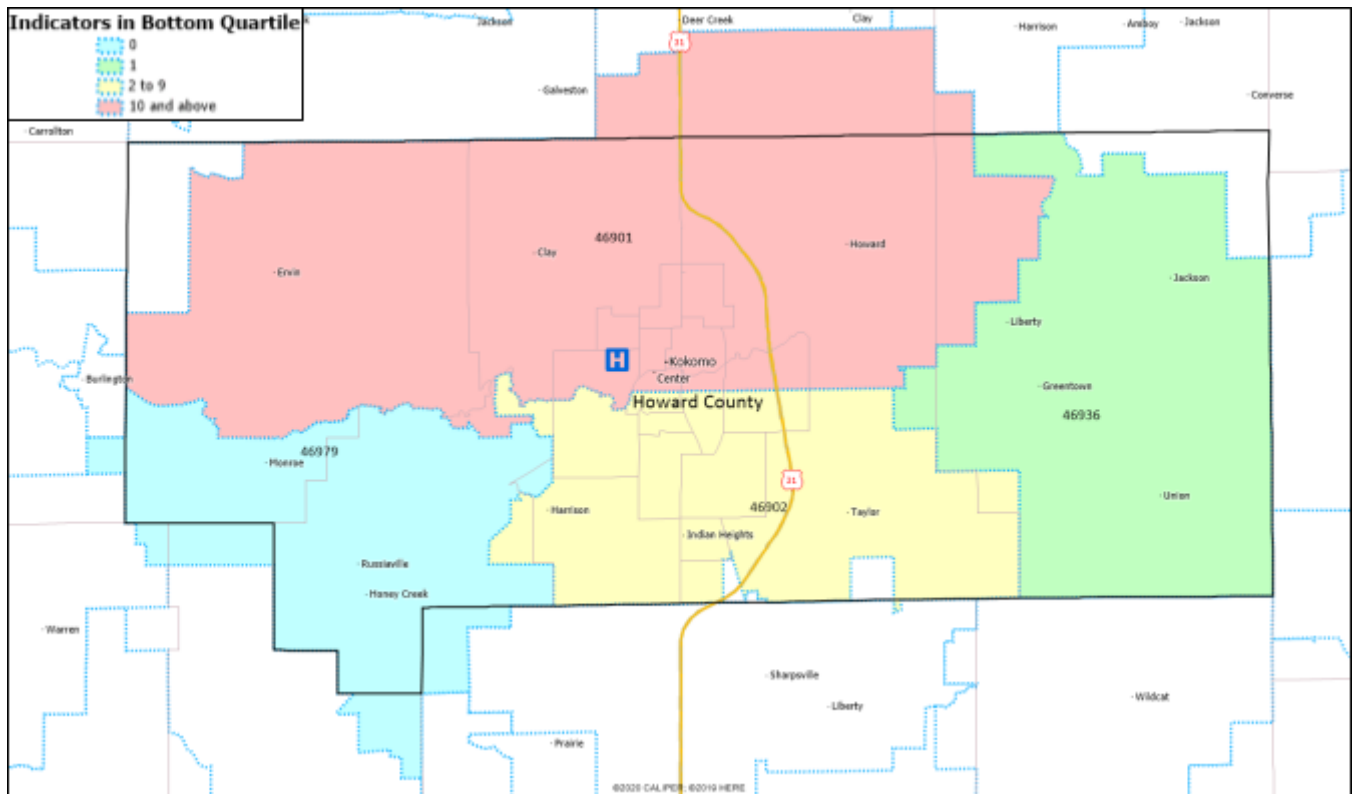 Indicators in Bottom Quartile
0
1
2 to 9
10 and above
Jackson
Deer Creek
Clay
Harrison
Amboy
Jackson
31
Galveston
Converse
Carrollton
46901
Howard
Clay
Ervin
Jackson
Liberty
H
Kokomo
Center
Burlington
Greentown
Howard County
46936
46979
Monroe
Union
46902
31
Harrison
Taylor
Indian Heights
Russiaville
Honey Creek
Warren
Sharpsville
Wildcat
Liberty
Prairie
©2020 CALIPER; ©2019 HERE